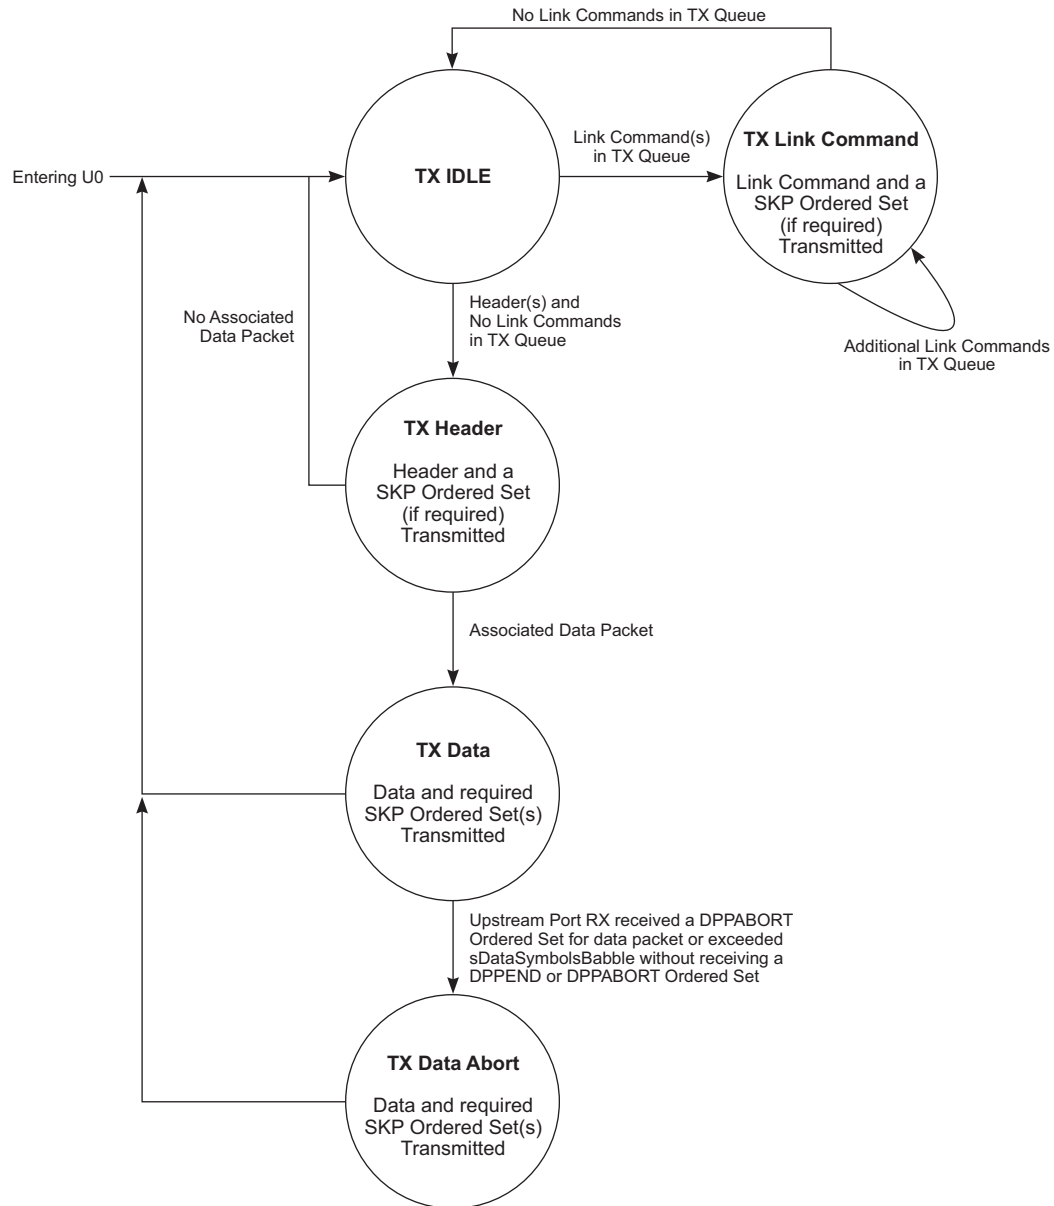 No Link Commands in TX Queue
Entering U0
TX IDLE
Link Command(s)
in TX Queue
TX Link Command
Link Command and a
SKP Ordered Set
(if required)
Transmitted
No Associated
Data Packet
Header(s) and
No Link Commands
in TX Queue
Additional Link Commands
in TX Queue
TX Header
Header and a
SKP Ordered Set
(if required)
Transmitted
Associated Data Packet
TX Data
Data and required
SKP Ordered Set(s)
Transmitted
Upstream Port RX received a DPPABORT
Ordered Set for data packet or exceeded
sDataSymbolsBabble without receiving a
DPPEND or DPPABORT Ordered Set
TX Data Abort
Data and required
SKP Ordered Set(s)
Transmitted